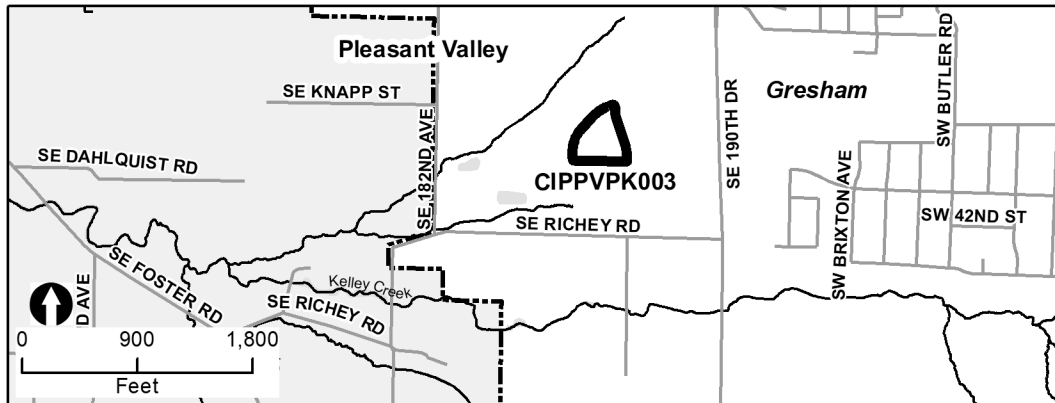 Pleasant Valley
SE KNAPP ST
SE DAHLQUIST RD
SE 182ND AVE
CIPPVPK003
SE 190TH DR
Gresham
SW BUTLER RD
SW BRIXTON AVE
SW 42ND ST
SE RICHEY RD
SE FOSTER RD
Kelley Creek
SE RICHEY RD
ND AVE
0 900 1,800
Feet